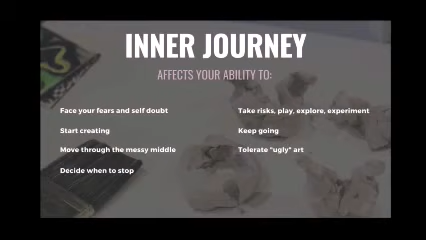 INNER JOURNEY
AFFECTS YOUR ABILITY TO:
Face your fears and self doubt
Start creating
Move through the messy middle
Decide when to stop
Take risks, play, explore, experiment
Keep going
Tolerate "ugly" art